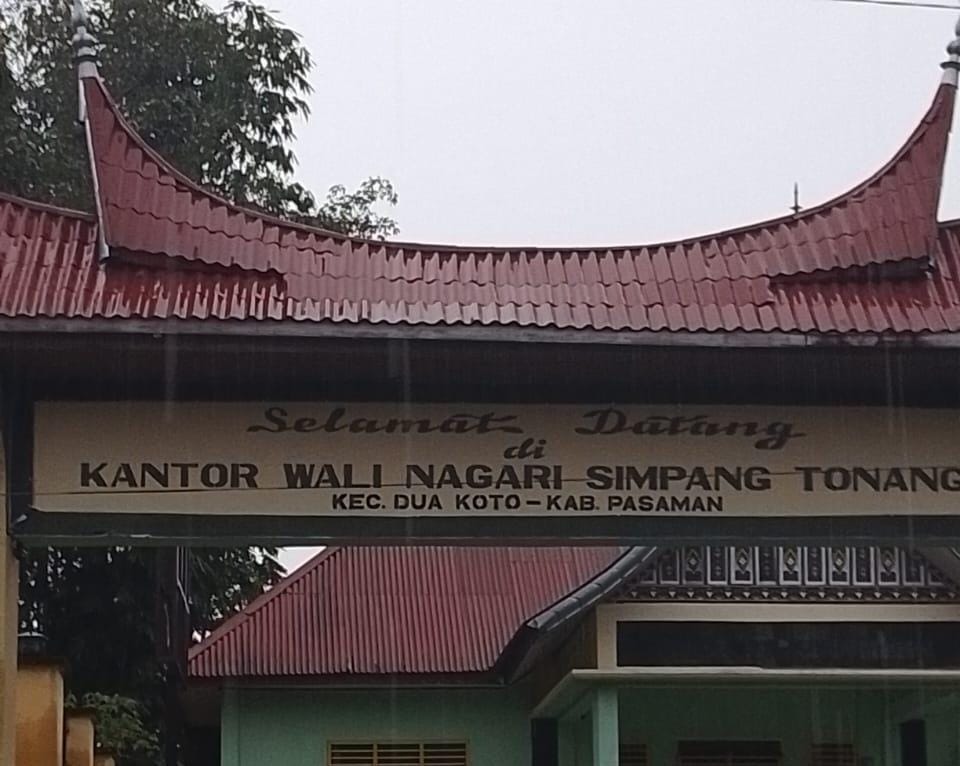 Selamat Datang
di
KANTOR WALI NAGARI SIMPANG TONANG
KEC. DUA KOTO - KAB. PASAMAN